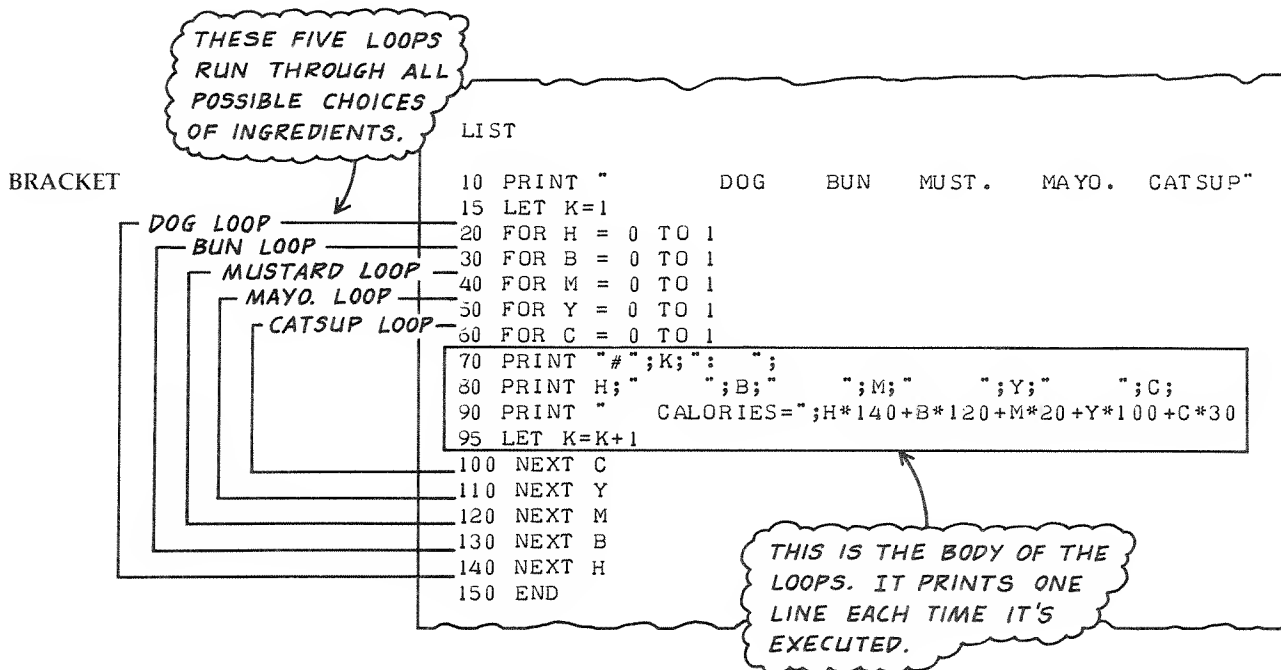 THESE FIVE LOOPS
RUN THROUGH ALL
POSSIBLE CHOICES
OF INGREDIENTS.
BRACKET
DOG LOOP
BUN LOOP
MUSTARD LOOP
MAYO. LOOP
CATSUP LOOP
LIST
10 PRINT "          DOG    BUN   MUST.   MAYO.  CATSUP"
15 LET K=1
20 FOR H = 0 TO 1
30 FOR B = 0 TO 1
40 FOR M = 0 TO 1
50 FOR Y = 0 TO 1
60 FOR C = 0 TO 1
70 PRINT "#";K;":  ";
80 PRINT H;"     ";B;"     ";M;"     ";Y;"     ";C;
90 PRINT "   CALORIES=";H*140+B*120+M*20+Y*100+C*30
95 LET K=K+1
100 NEXT C
110 NEXT Y
120 NEXT M
130 NEXT B
140 NEXT H
150 END
THIS IS THE BODY OF THE
LOOPS. IT PRINTS ONE
LINE EACH TIME IT'S
EXECUTED.